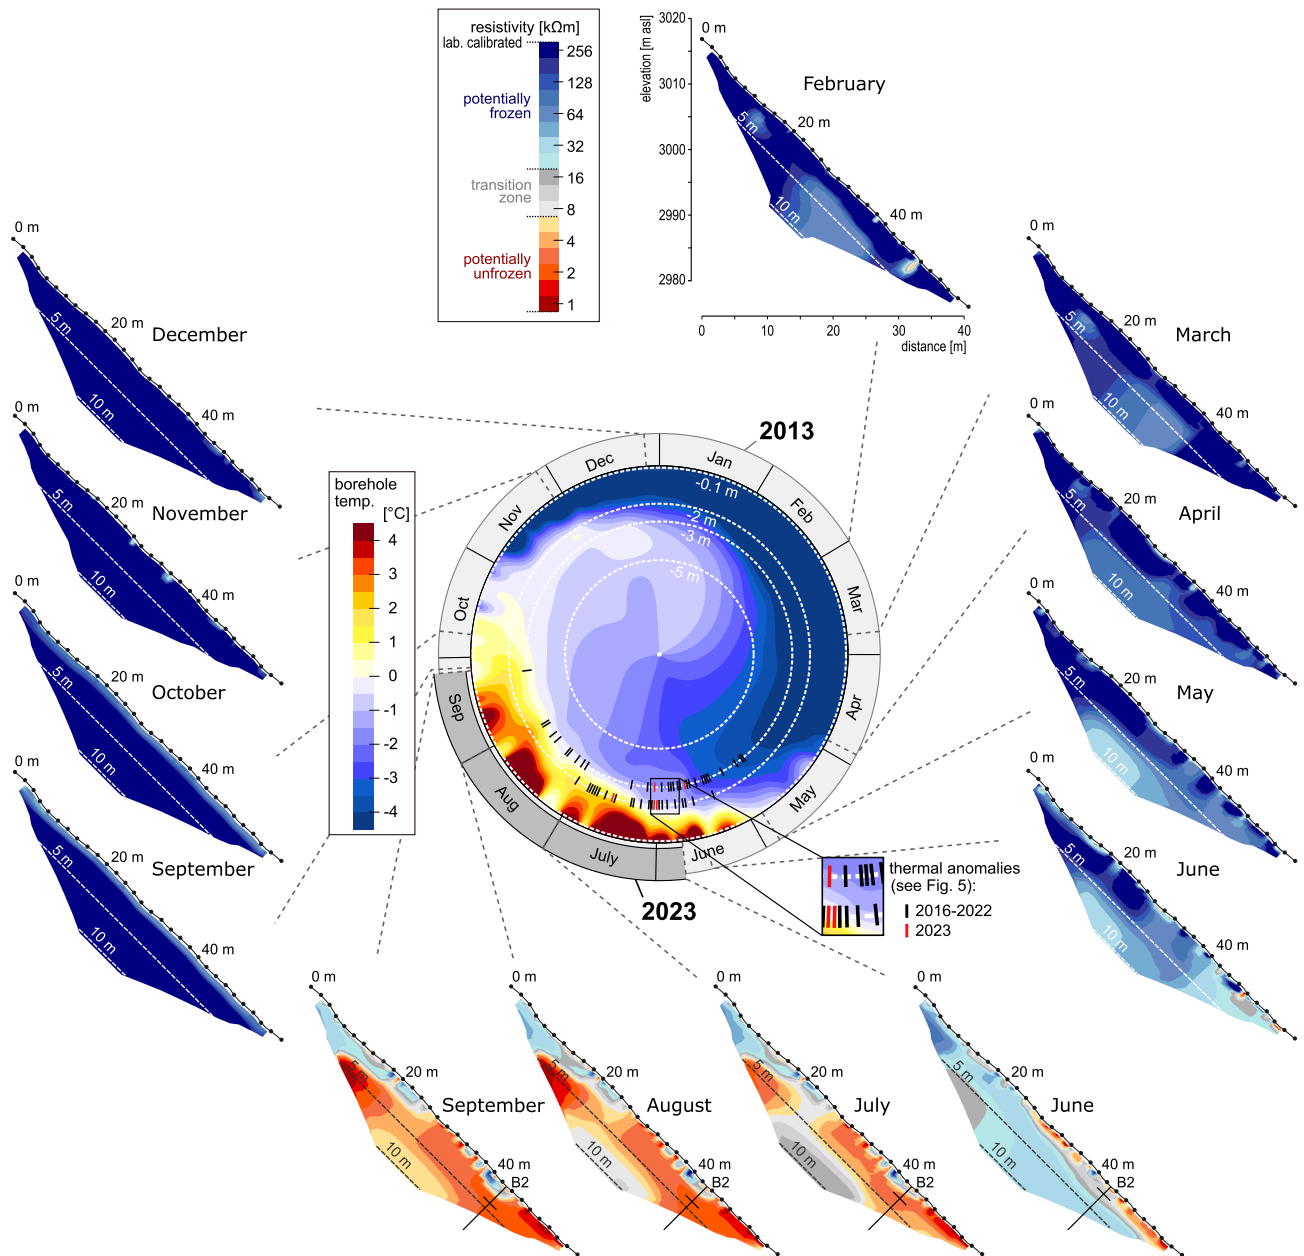 resistivity [kΩm]
lab. calibrated
256
128
potentially
frozen
64
32
16
transition
zone
8
4
potentially
unfrozen
2
1
3020
3010
3000
2990
2980
elevation [m asl]
0 m
February
20 m
5 m
10 m
40 m
0
10
20
30
40
distance [m]
0 m
20 m
December
5 m
10 m
40 m
0 m
20 m
November
5 m
10 m
40 m
0 m
20 m
October
5 m
10 m
40 m
0 m
20 m
September
5 m
10 m
40 m
0 m
20 m
March
5 m
10 m
40 m
0 m
20 m
April
5 m
10 m
40 m
0 m
20 m
May
5 m
10 m
40 m
0 m
20 m
June
5 m
10 m
40 m
borehole
temp.
[°C]
4
3
2
1
0
-1
-2
-3
-4
2013
Jan
Feb
Mar
Apr
May
June
July
Aug
Sep
Oct
Nov
Dec
-0.1 m
-2 m
-3 m
-5 m
2023
thermal anomalies
(see Fig. 5):
2016-2022
2023
0 m
5 m
20 m
September
10 m
40 m
B2
0 m
5 m
20 m
August
10 m
40 m
B2
0 m
5 m
20 m
July
10 m
40 m
B2
0 m
5 m
20 m
June
10 m
40 m
B2